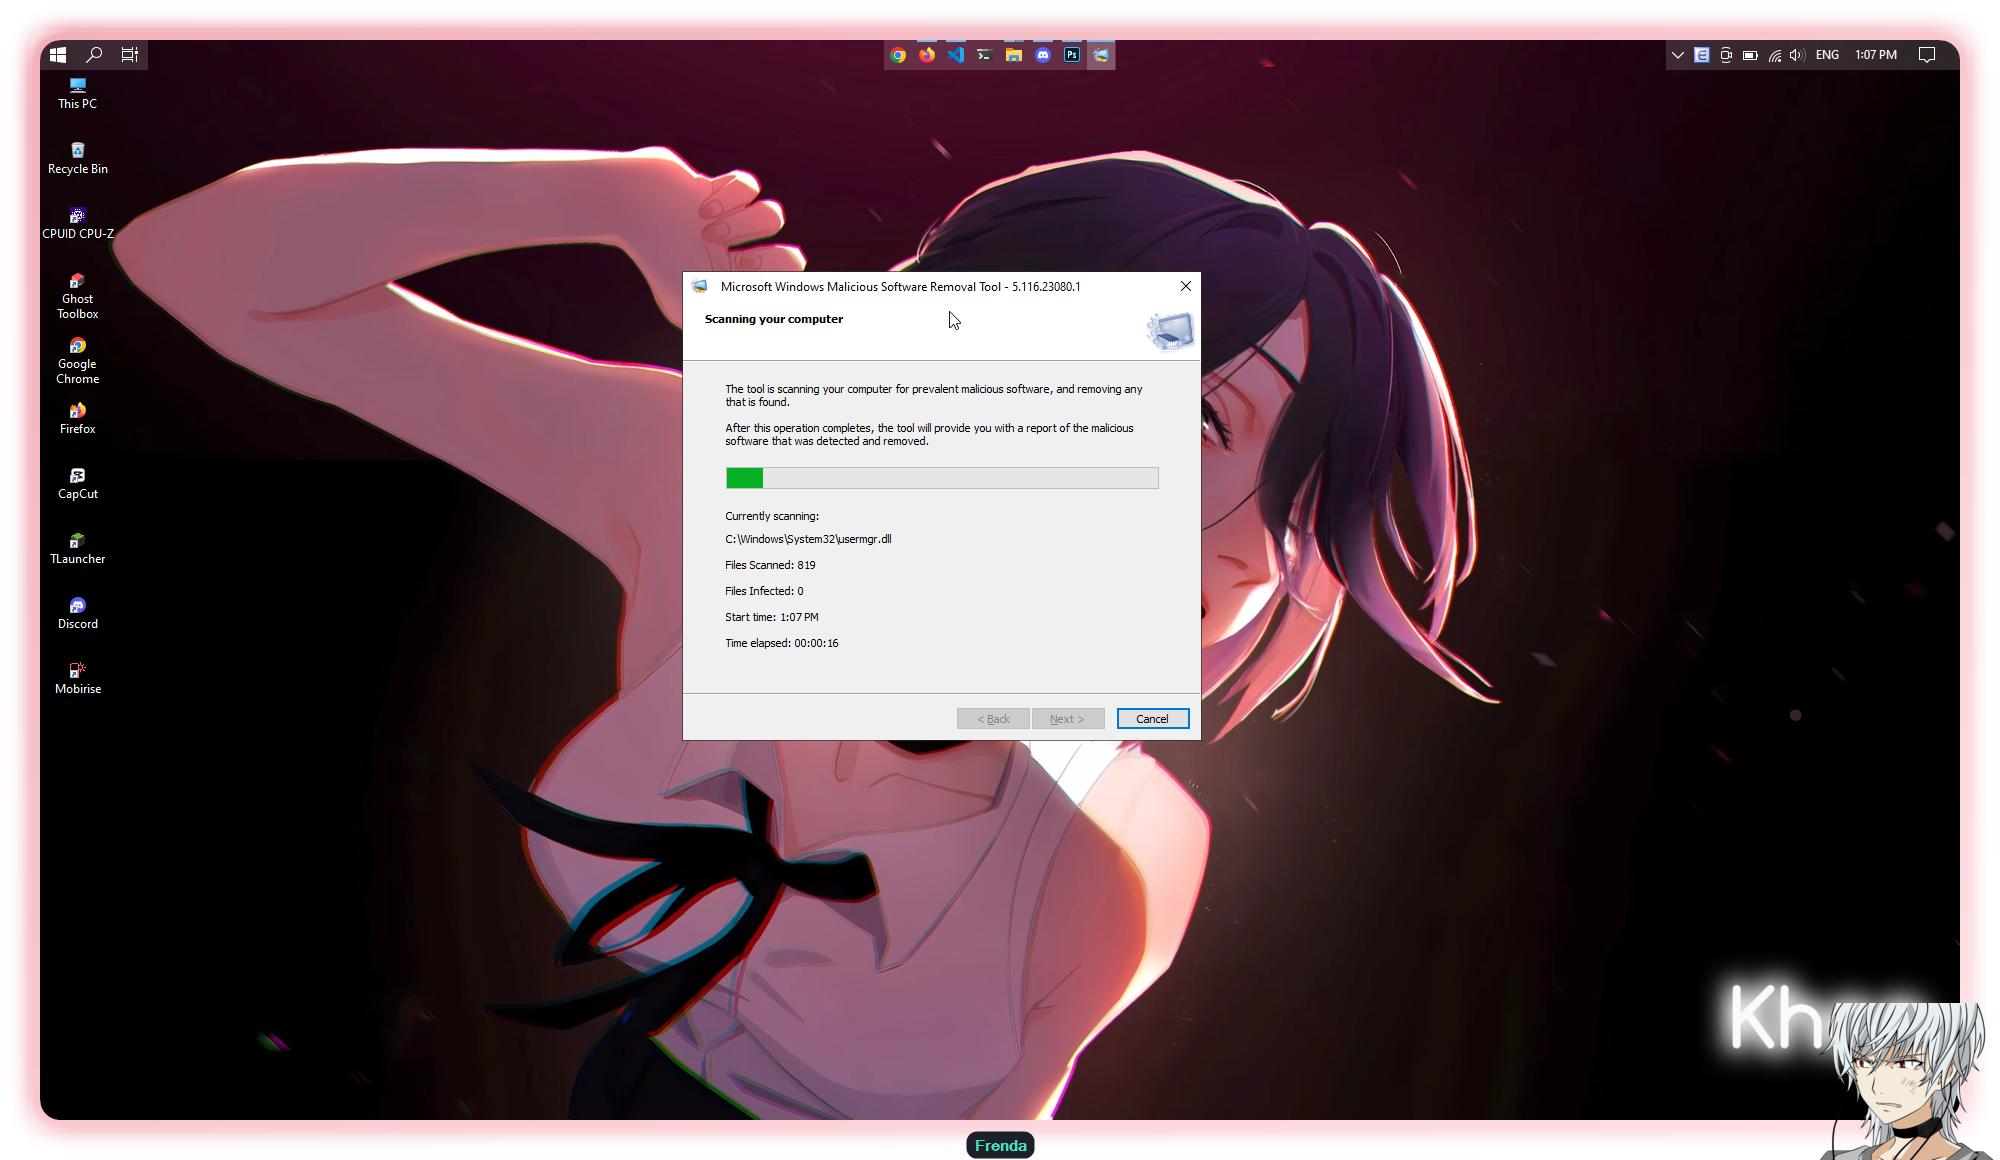 ENG
1:07 PM
Ps
This PC
Recycle Bin
CPUID CPU-Z
Ghost
Toolbox
Google
Chrome
Firefox
CapCut
TLauncher
Discord
Mobirise
Microsoft Windows Malicious Software Removal Tool - 5.116.23080.1
Scanning your computer
The tool is scanning your computer for prevalent malicious software, and removing any
that is found.
After this operation completes, the tool will provide you with a report of the malicious
software that was detected and removed.
Currently scanning:
C:\Windows\System32\usermgr.dll
Files Scanned: 819
Files Infected: 0
Start time: 1:07 PM
Time elapsed: 00:00:16
< Back
Next >
Cancel
Frenda